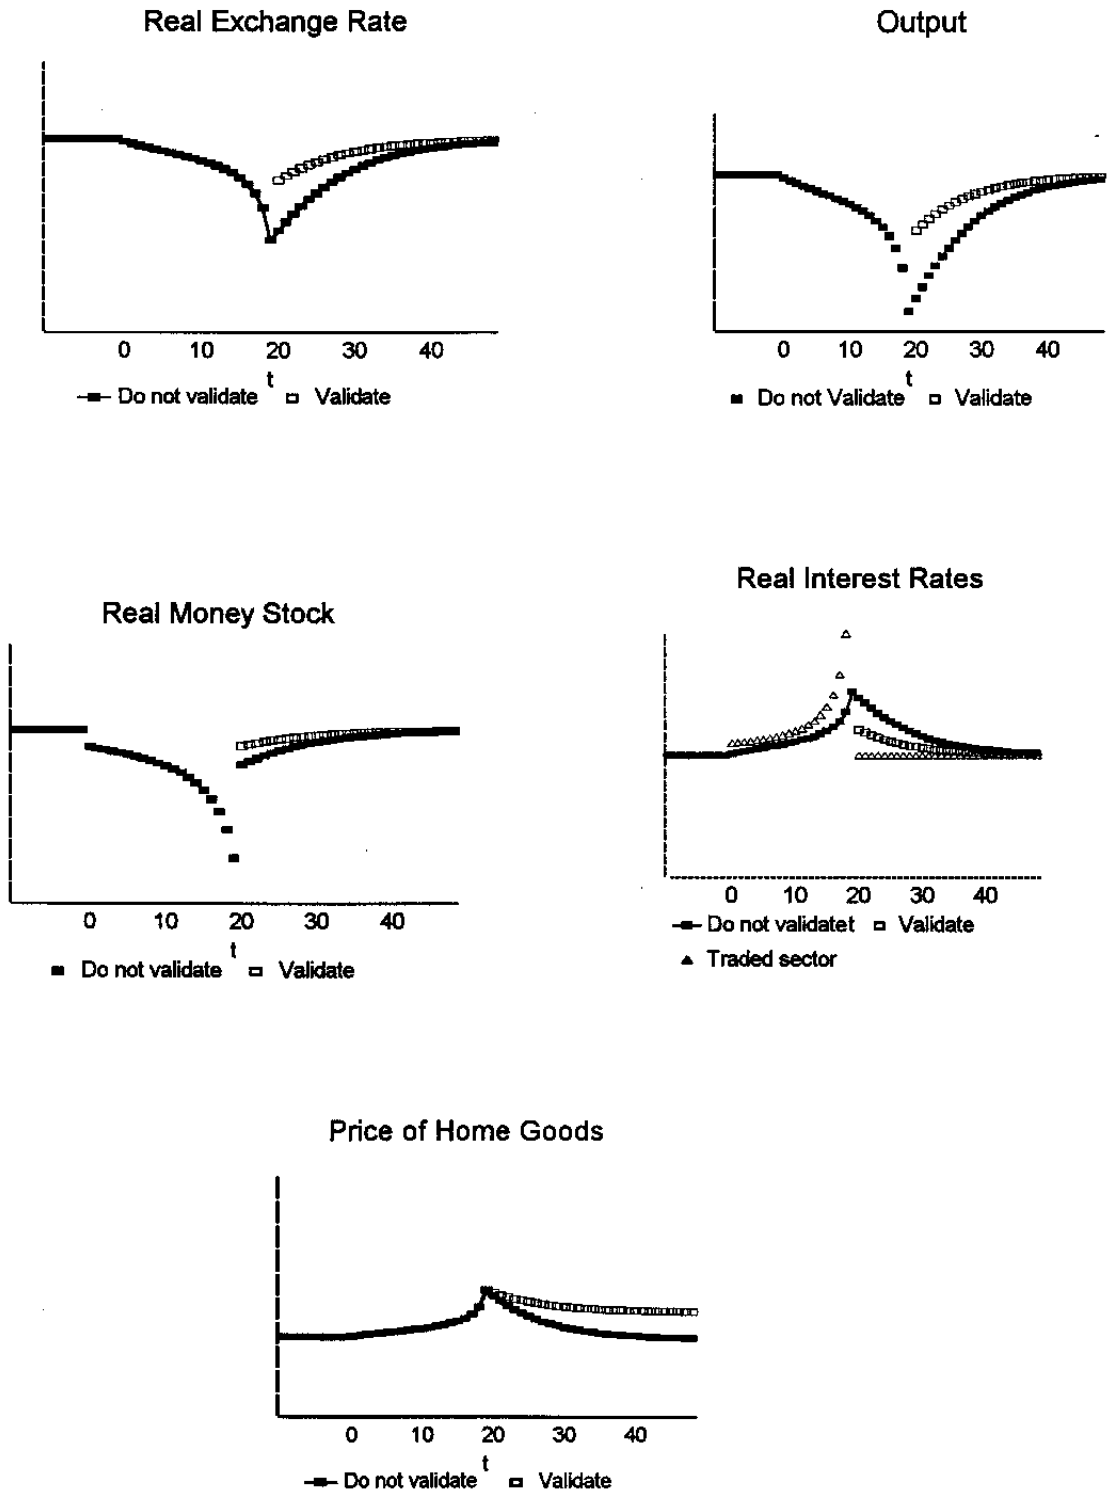 Real Exchange Rate
0 10 20 30 40
t
Do not validate Validate
Output
0 10 20 30 40
t
Do not Validate Validate
Real Money Stock
0 10 20 30 40
t
Do not validate Validate
Real Interest Rates
0 10 20 30 40
Do not validatet Validate
Traded sector
Price of Home Goods
0 10 20 30 40
t
Do not validate Validate